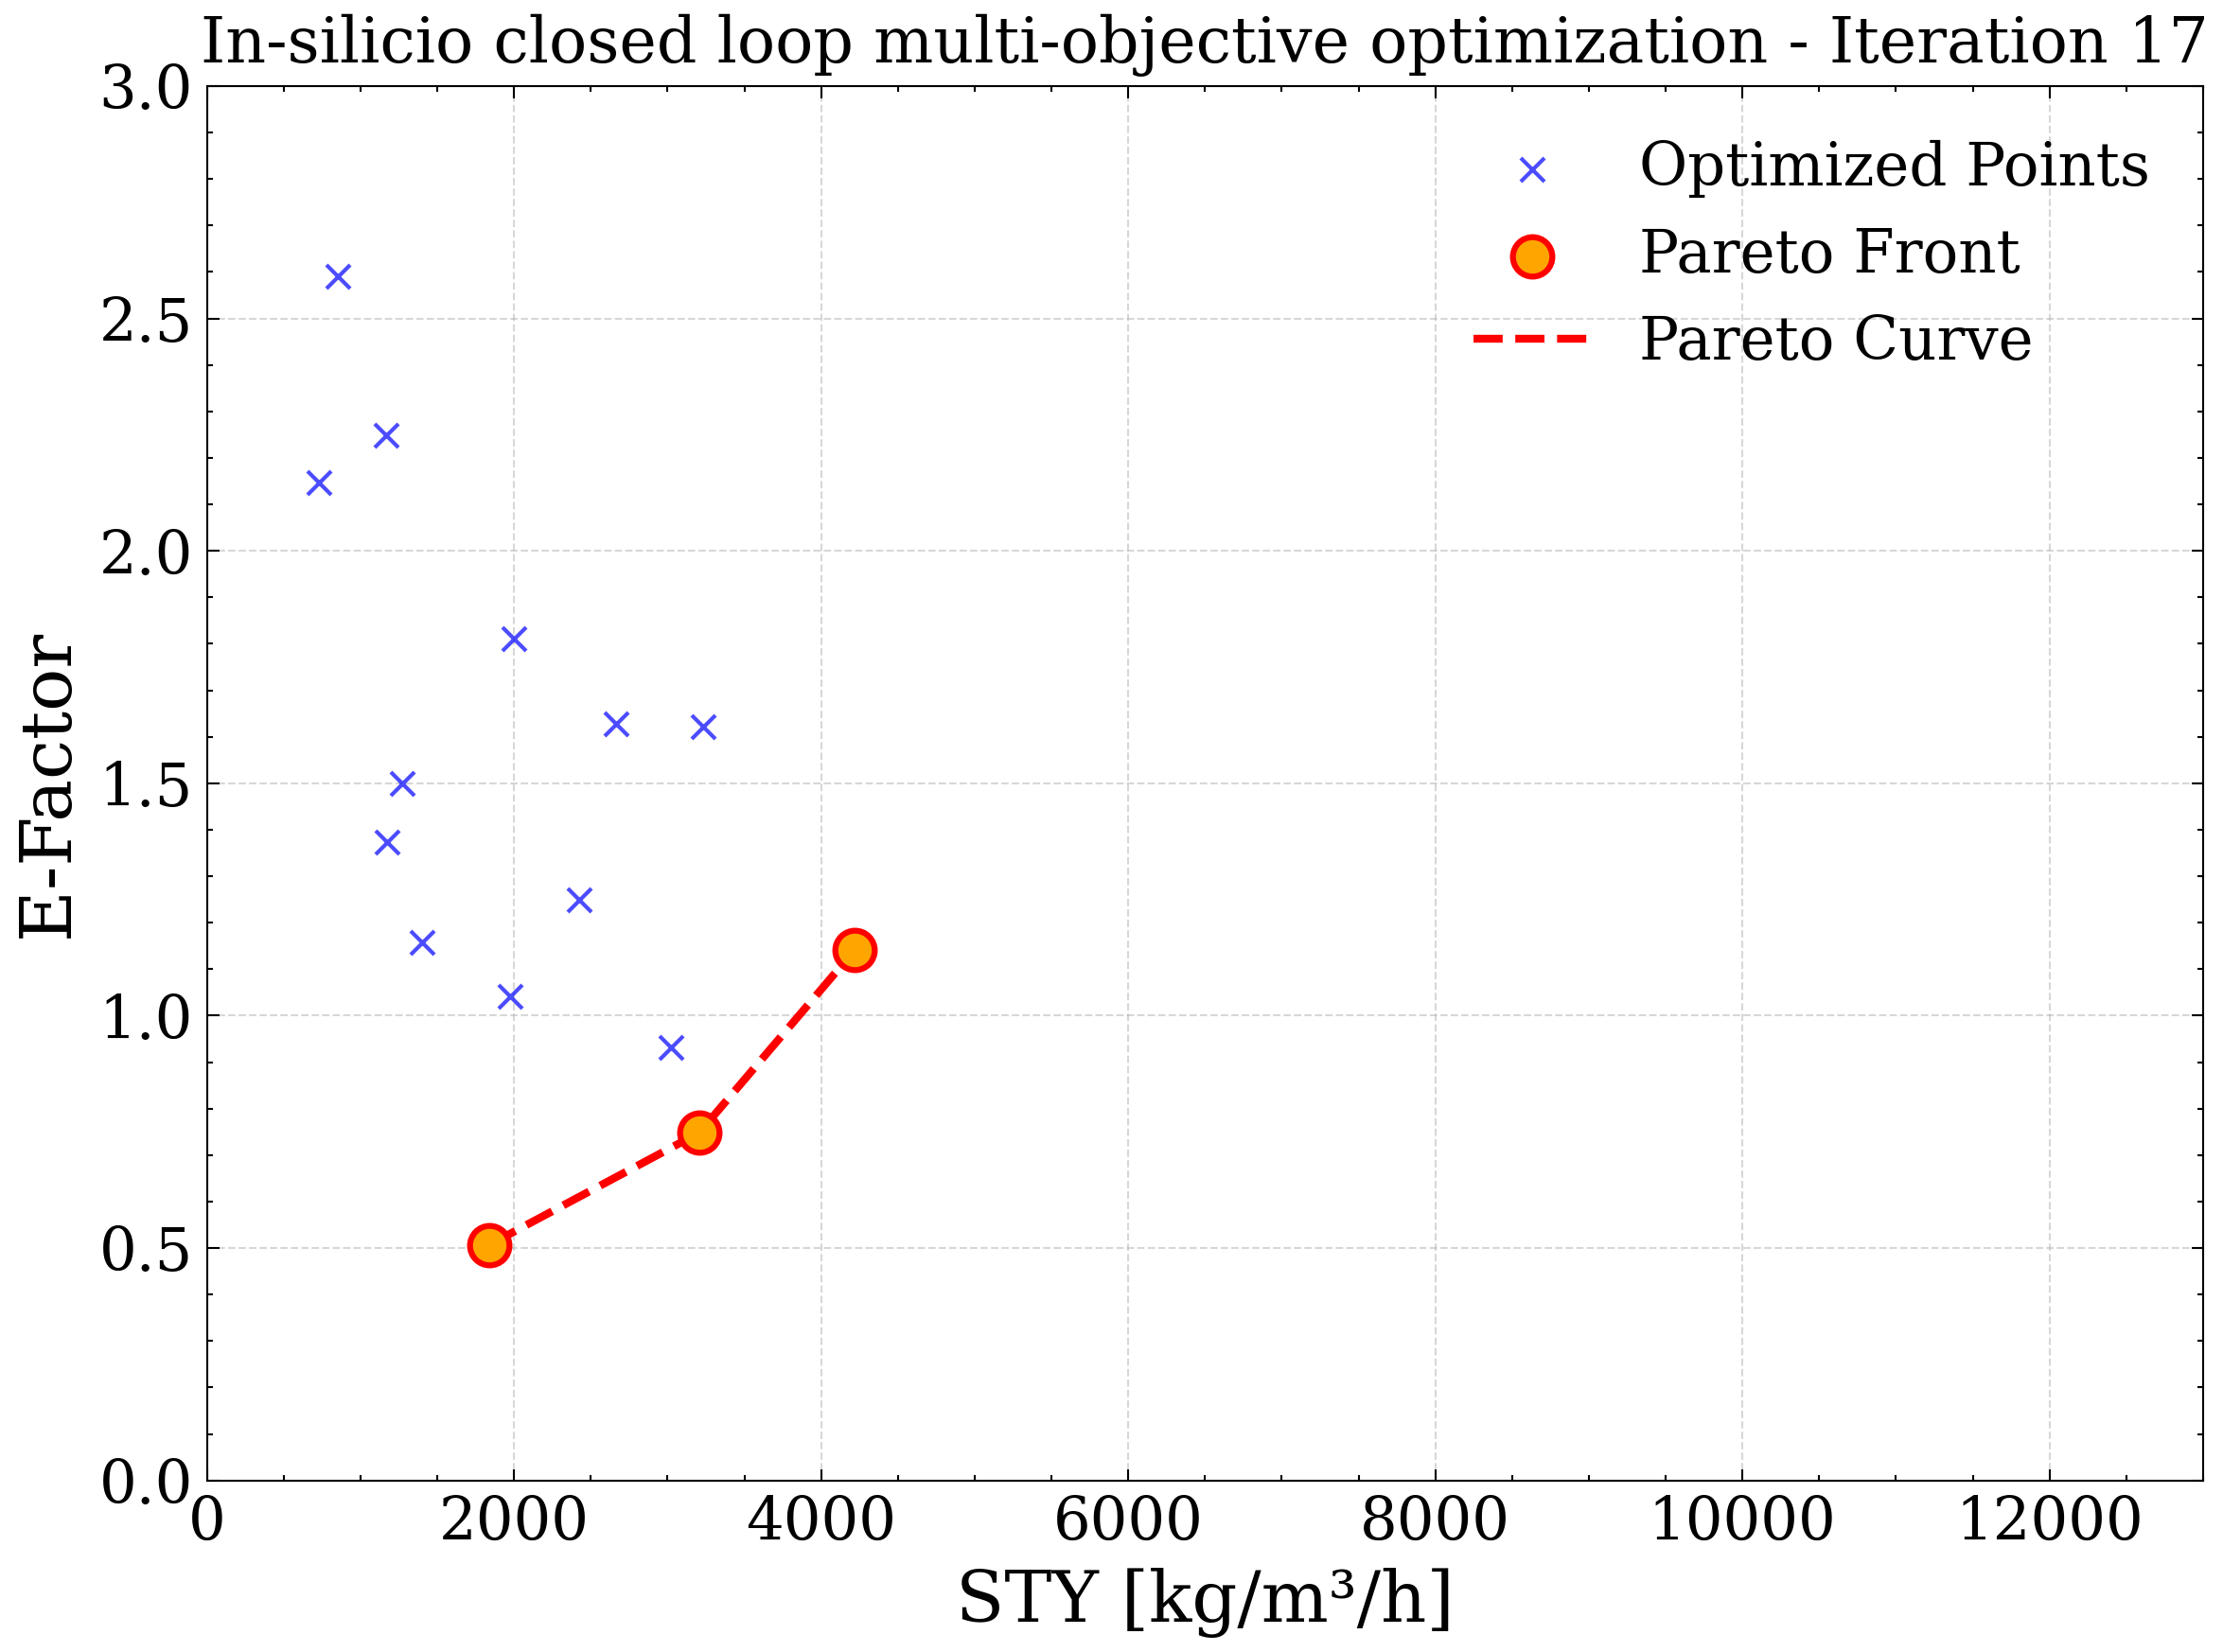 In-silicio closed loop multi-objective optimization - Iteration 17
Optimized Points
Pareto Front
Pareto Curve
E-Factor
3.0
2.5
2.0
1.5
1.0
0.5
0.0
0 2000 4000 6000 8000 10000 12000
STY [kg/m³/h]